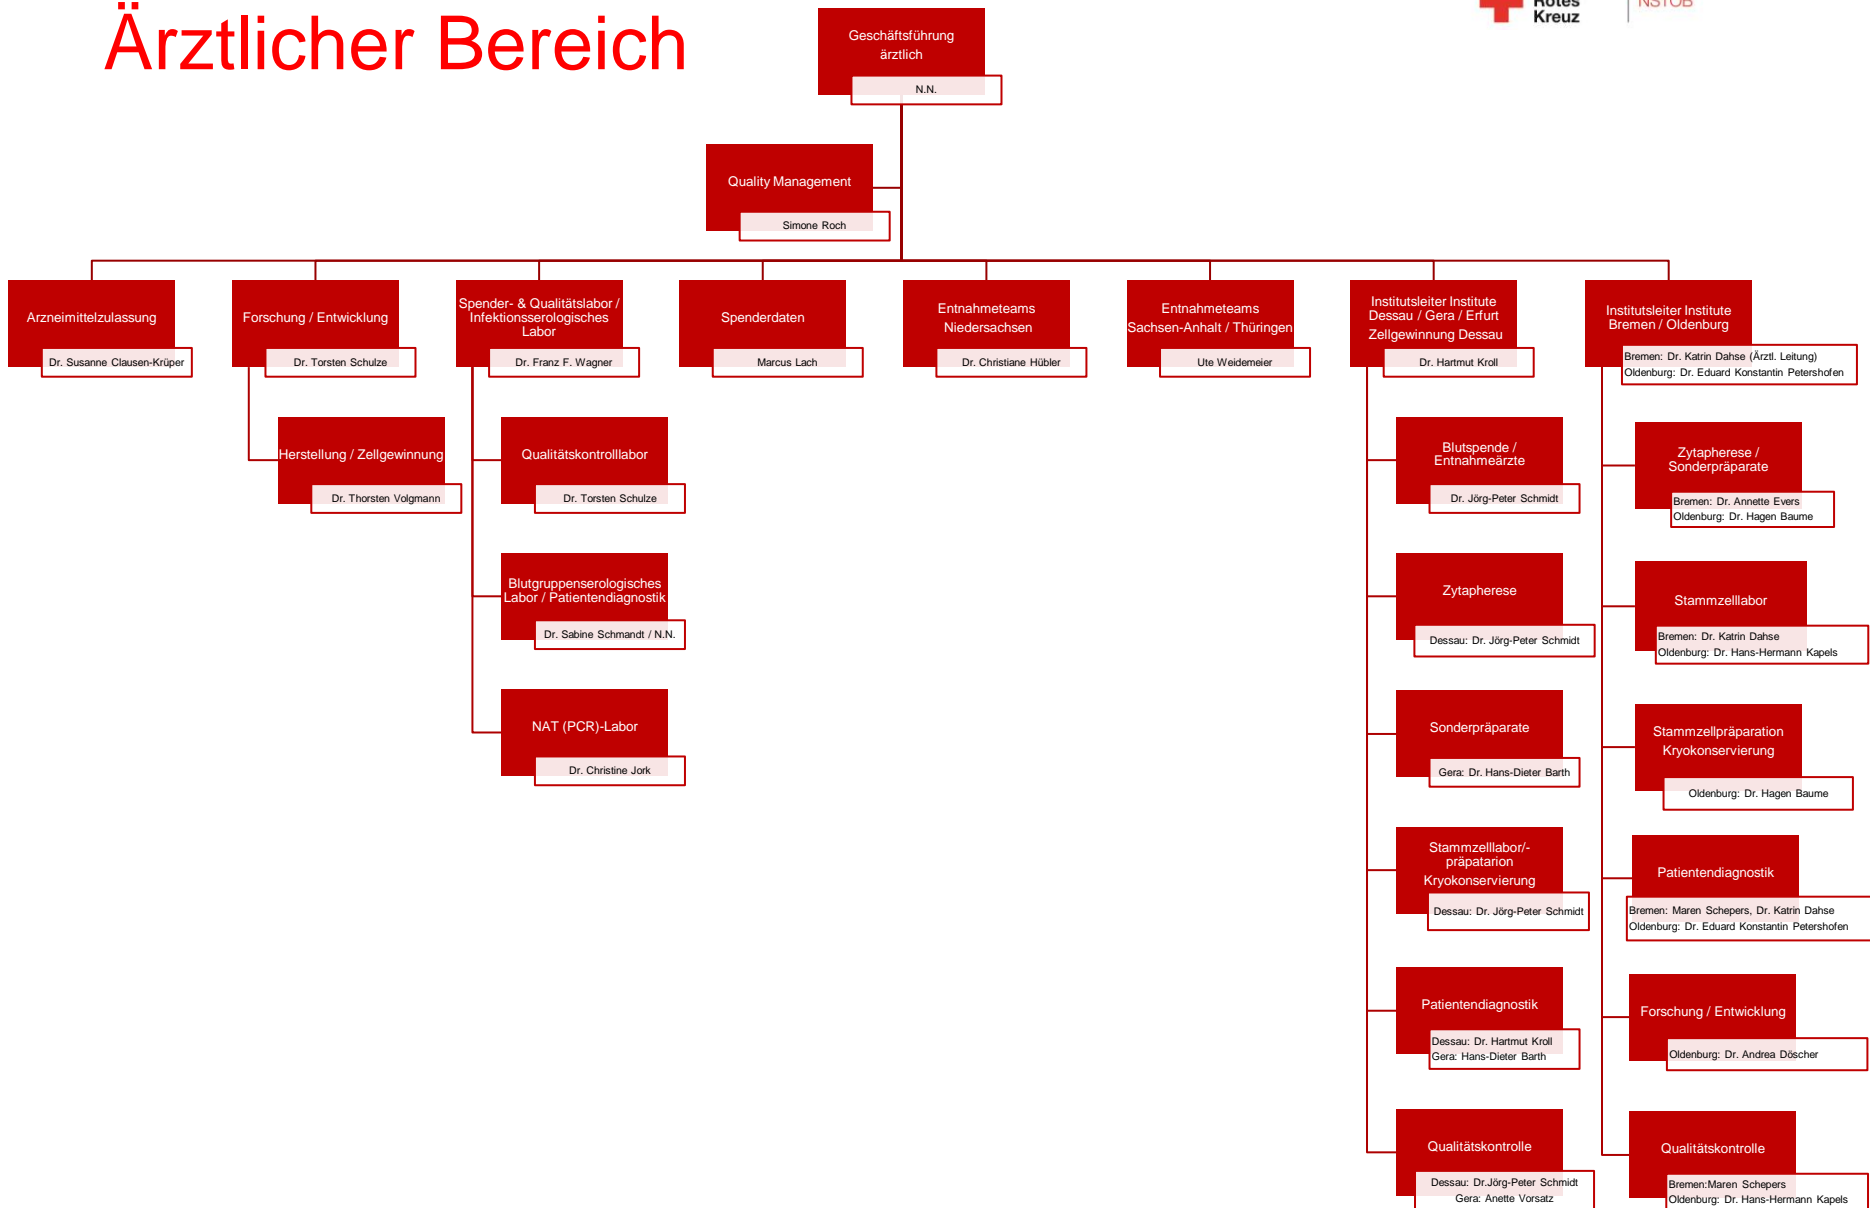 Ärztlicher Bereich
Rotes
Kreuz
NSTOB
Geschäftsführung
ärztlich
N.N.
Quality Management
Simone Roch
Arzneimittelzulassung
Dr. Susanne Clausen-Krüper
Forschung / Entwicklung
Dr. Torsten Schulze
Herstellung / Zellgewinnung
Dr. Thorsten Volgmann
Spender- & Qualitätslabor /
Infektionsserologisches
Labor
Dr. Franz F. Wagner
Qualitätskontrolllabor
Dr. Torsten Schulze
Blutgruppenserologisches
Labor / Patientendiagnostik
Dr. Sabine Schmandt / N.N.
NAT (PCR)-Labor
Dr. Christine Jork
Spenderdaten
Marcus Lach
Entnahmeteams
Niedersachsen
Dr. Christiane Hübler
Entnahmeteams
Sachsen-Anhalt / Thüringen
Ute Weidemeier
Institutsleiter Institute
Dessau / Gera / Erfurt
Zellgewinnung Dessau
Dr. Hartmut Kroll
Blutspende /
Entnahmeärzte
Dr. Jörg-Peter Schmidt
Zytapherese
Dessau: Dr. Jörg-Peter Schmidt
Sonderpräparate
Gera: Dr. Hans-Dieter Barth
Stammzelllabor/-
präpatarion
Kryokonservierung
Dessau: Dr. Jörg-Peter Schmidt
Patientendiagnostik
Dessau: Dr. Hartmut Kroll
Gera: Hans-Dieter Barth
Qualitätskontrolle
Dessau: Dr.Jörg-Peter Schmidt
Gera: Anette Vorsatz
Institutsleiter Institute
Bremen / Oldenburg
Bremen: Dr. Katrin Dahse (Ärztl. Leitung)
Oldenburg: Dr. Eduard Konstantin Petershofen
Zytapherese /
Sonderpräparate
Bremen: Dr. Annette Evers
Oldenburg: Dr. Hagen Baume
Stammzelllabor
Bremen: Dr. Katrin Dahse
Oldenburg: Dr. Hans-Hermann Kapels
Stammzellpräparation
Kryokonservierung
Oldenburg: Dr. Hagen Baume
Patientendiagnostik
Bremen: Maren Schepers, Dr. Katrin Dahse
Oldenburg: Dr. Eduard Konstantin Petershofen
Forschung / Entwicklung
Oldenburg: Dr. Andrea Döscher
Qualitätskontrolle
Bremen:Maren Schepers
Oldenburg: Dr. Hans-Hermann Kapels